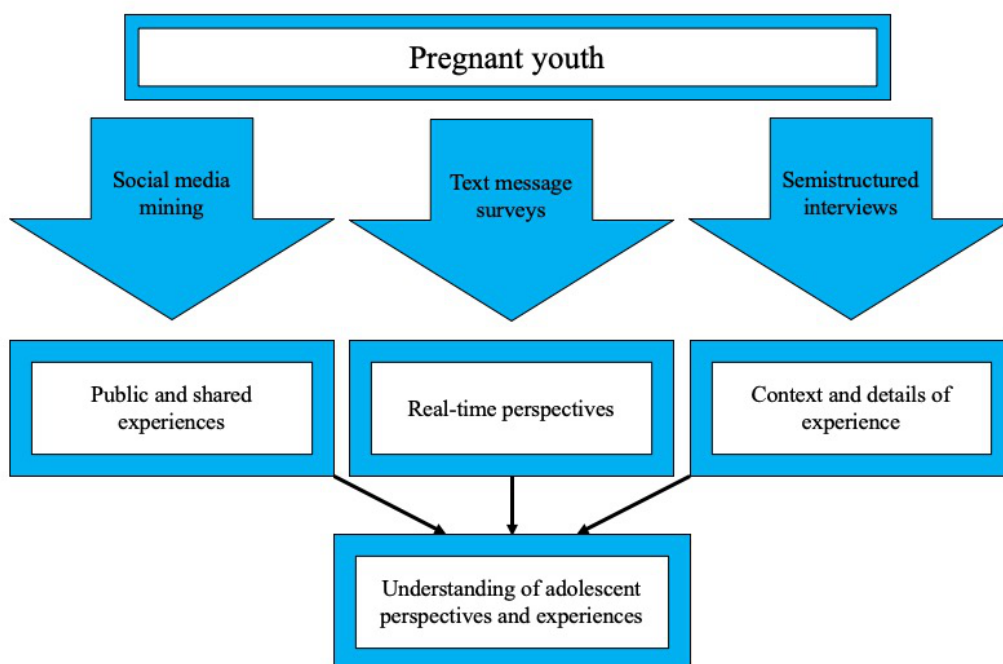 Pregnant youth
Social media
mining
Text message
surveys
Semistructured
interviews
Public and shared
experiences
Real-time perspectives
Context and details of
experience
Understanding of adolescent
perspectives and experiences